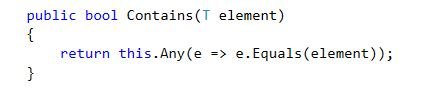 public bool Contains(T element)
{
    return this.Any(e => e.Equals(element));
}